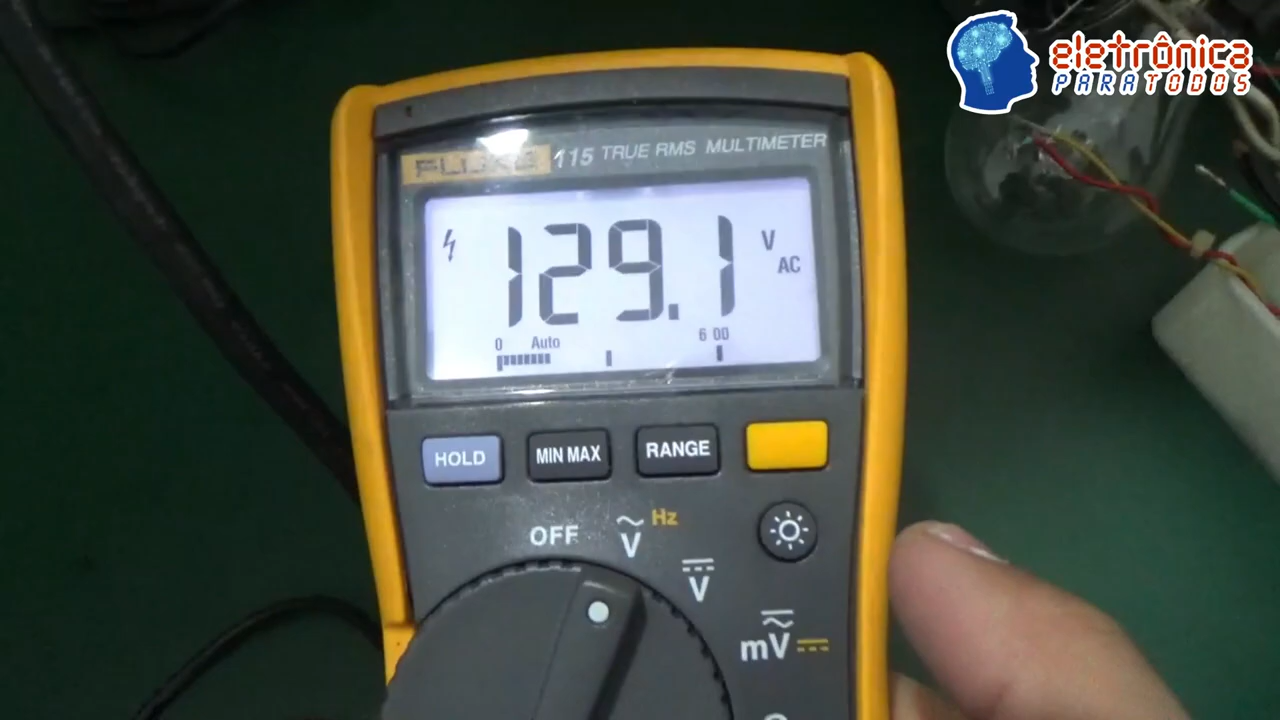 eletrônica
PARATODOS
FLUKE 115 TRUE RMS MULTIMETER
129.1 V AC
0 Auto 6 00
HOLD MIN MAX RANGE
OFF V Hz
V
mV